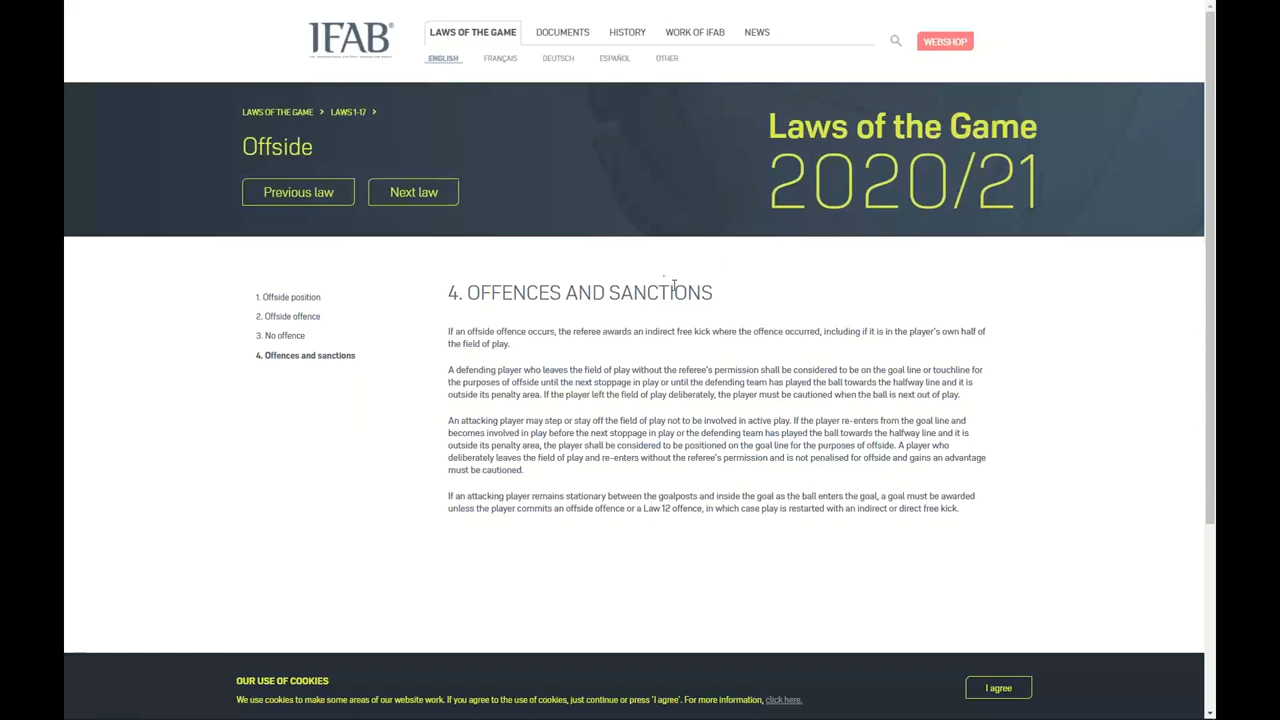 IFAB
LAWS OF THE GAME DOCUMENTS HISTORY WORK OF IFAB NEWS
WEBSHOP
ENGLISH FRANÇAIS DEUTSCH ESPAÑOL OTHER
LAWS OF THE GAME > LAWS 1-17 >
Offside
Previous law Next law
Laws of the Game
2020/21
1. Offside position
2. Offside offence
3. No offence
4. Offences and sanctions
4. OFFENCES AND SANCTIONS
If an offside offence occurs, the referee awards an indirect free kick where the offence occurred, including if it is in the player's own half of
the field of play.
A defending player who leaves the field of play without the referee's permission shall be considered to be on the goal line or touchline for
the purposes of offside until the next stoppage in play or until the defending team has played the ball towards the halfway line and it is
outside its penalty area. If the player left the field of play deliberately, the player must be cautioned when the ball is next out of play.
An attacking player may step or stay off the field of play not to be involved in active play. If the player re-enters from the goal line and
becomes involved in play before the next stoppage in play or the defending team has played the ball towards the halfway line and it is
outside its penalty area, the player shall be considered to be positioned on the goal line for the purposes of offside. A player who
deliberately leaves the field of play and re-enters without the referee's permission and is not penalised for offside and gains an advantage
must be cautioned.
If an attacking player remains stationary between the goalposts and inside the goal as the ball enters the goal, a goal must be awarded
unless the player commits an offside offence or a Law 12 offence, in which case play is restarted with an indirect or direct free kick.
OUR USE OF COOKIES
We use cookies to make some areas of our website work. If you agree to the use of cookies, just continue or press 'I agree'. For more information, click here.
I agree